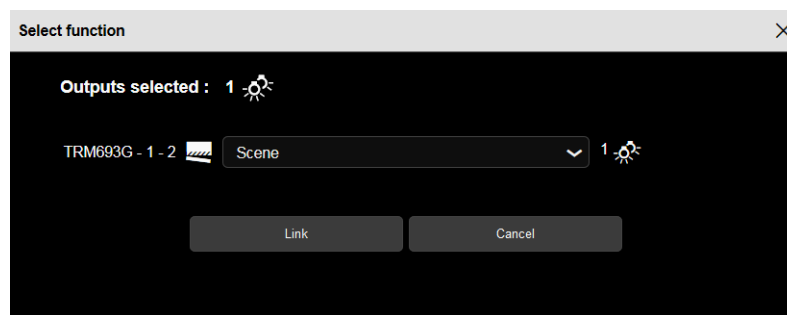 Select function
Outputs selected : 1
TRM693G - 1 - 2 Scene 1
Link Cancel